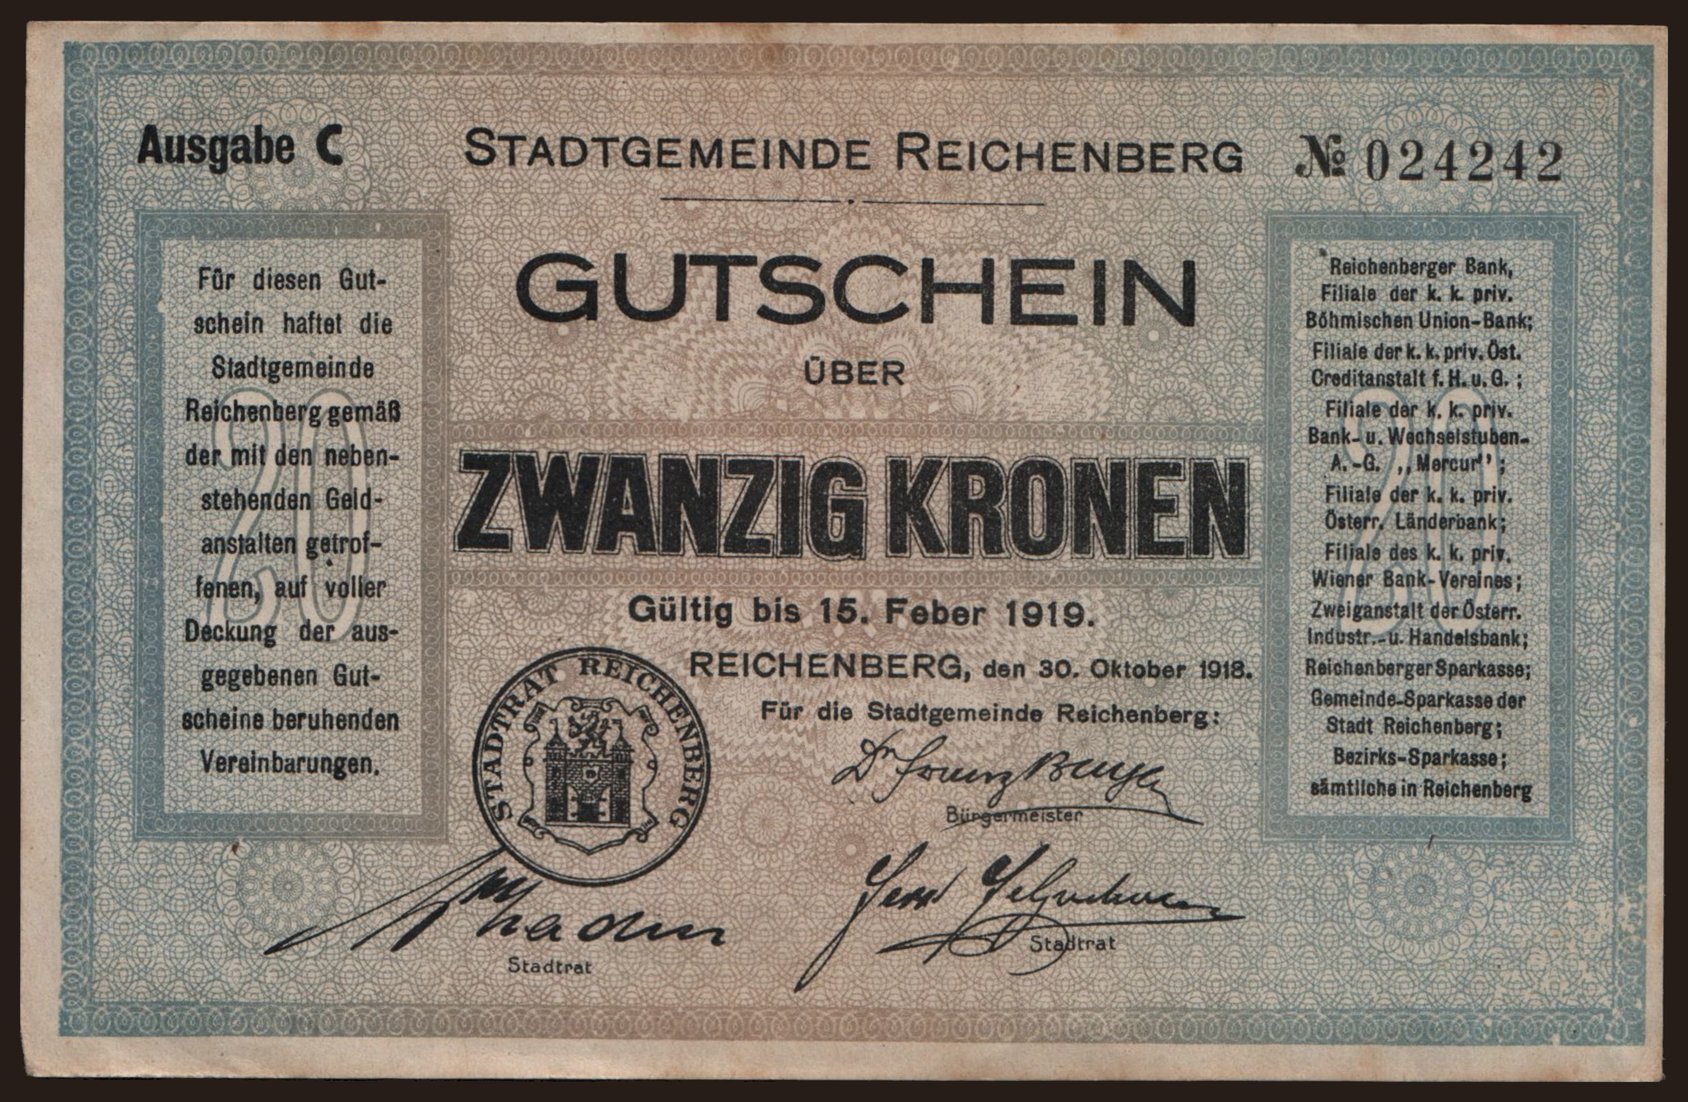 Ausgabe C
STADTGEMEINDE REICHENBERG
№ 024242
GUTSCHEIN
ÜBER
ZWANZIG KRONEN
Gültig bis 15. Feber 1919.
REICHENBERG, den 30. Oktober 1918.
Für die Stadtgemeinde Reichenberg:
Bürgermeister
Stadtrat
Stadtrat
STADTRAT REICHENBERG
Für diesen Gut-
schein haftet die
Stadtgemeinde
Reichenberg gemäß
der mit den neben-
stehenden Geld-
anstalten getrof-
fenen, auf voller
Deckung der aus-
gegebenen Gut-
scheine beruhenden
Vereinbarungen.
20
Reichenberger Bank,
Filiale der k. k. priv.
Böhmischen Union-Bank;
Filiale der k. k. priv. Öst.
Creditanstalt f. H. u. G. ;
Filiale der k. k. priv.
Bank- u. Wechselstuben-
A.-G. ,,Mercur'' ;
Filiale der k. k. priv.
Österr. Länderbank;
Filiale des k. k. priv.
Wiener Bank-Vereines;
Zweiganstalt der Österr.
Industr.-u. Handelsbank;
Reichenberger Sparkasse;
Gemeinde-Sparkasse der
Stadt Reichenberg;
Bezirks-Sparkasse;
sämtliche in Reichenberg
20